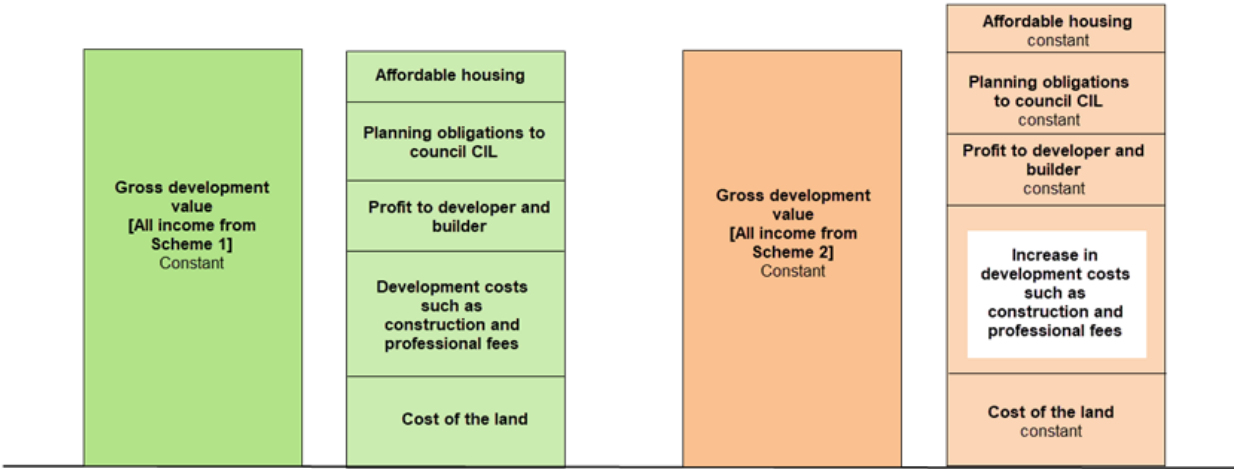 Gross development
value
[All income from
Scheme 1]
Constant
Affordable housing
Planning obligations to
council CIL
Profit to developer and
builder
Development costs
such as
construction and
professional fees
Cost of the land
Gross development
value
[All income from
Scheme 2]
Constant
Affordable housing
constant
Planning obligations
to council CIL
constant
Profit to developer and
builder
constant
Increase in
development costs
such as
construction and
professional fees
Cost of the land
constant